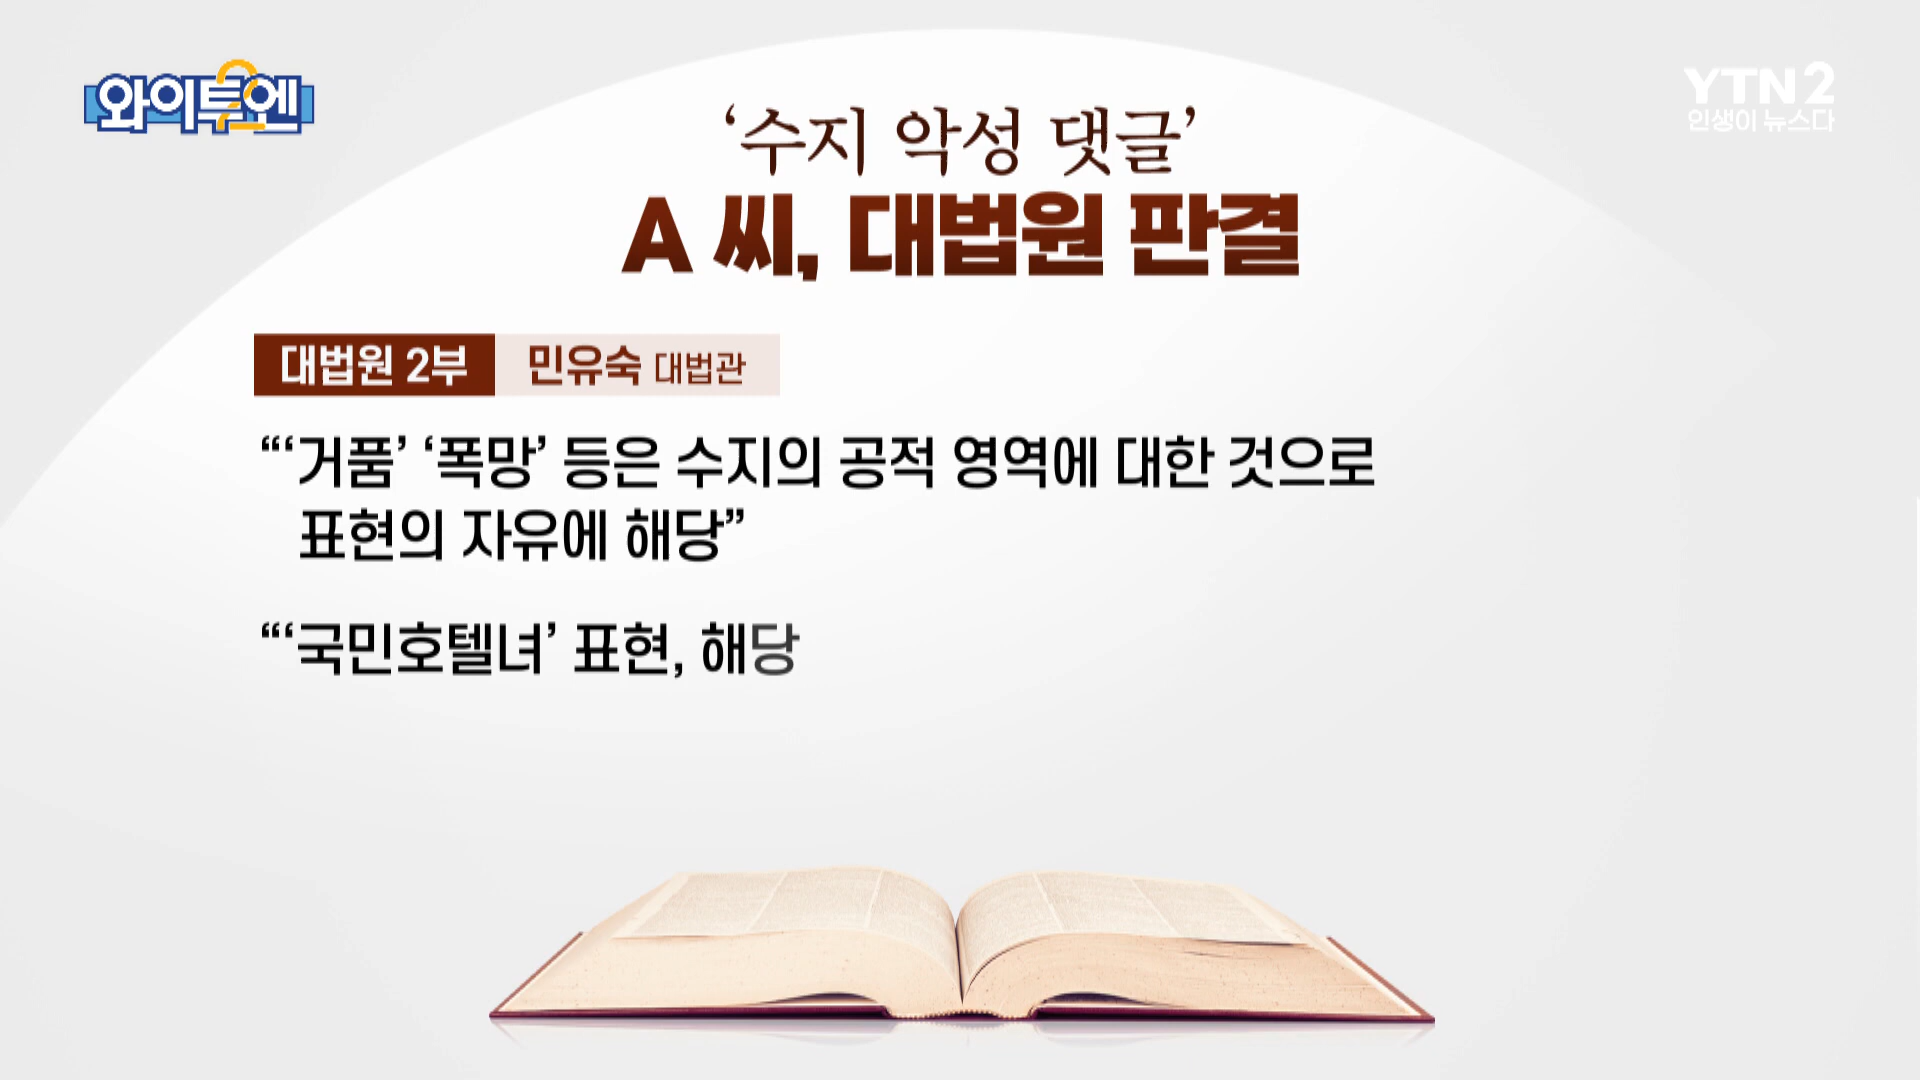 와이투엔
YTN2
인생이 뉴스다
‘수지 악성 댓글’
A 씨, 대법원 판결
대법원 2부 민유숙 대법관
“‘거품’ ‘폭망’ 등은 수지의 공적 영역에 대한 것으로
표현의 자유에 해당”
“‘국민호텔녀’ 표현, 해당